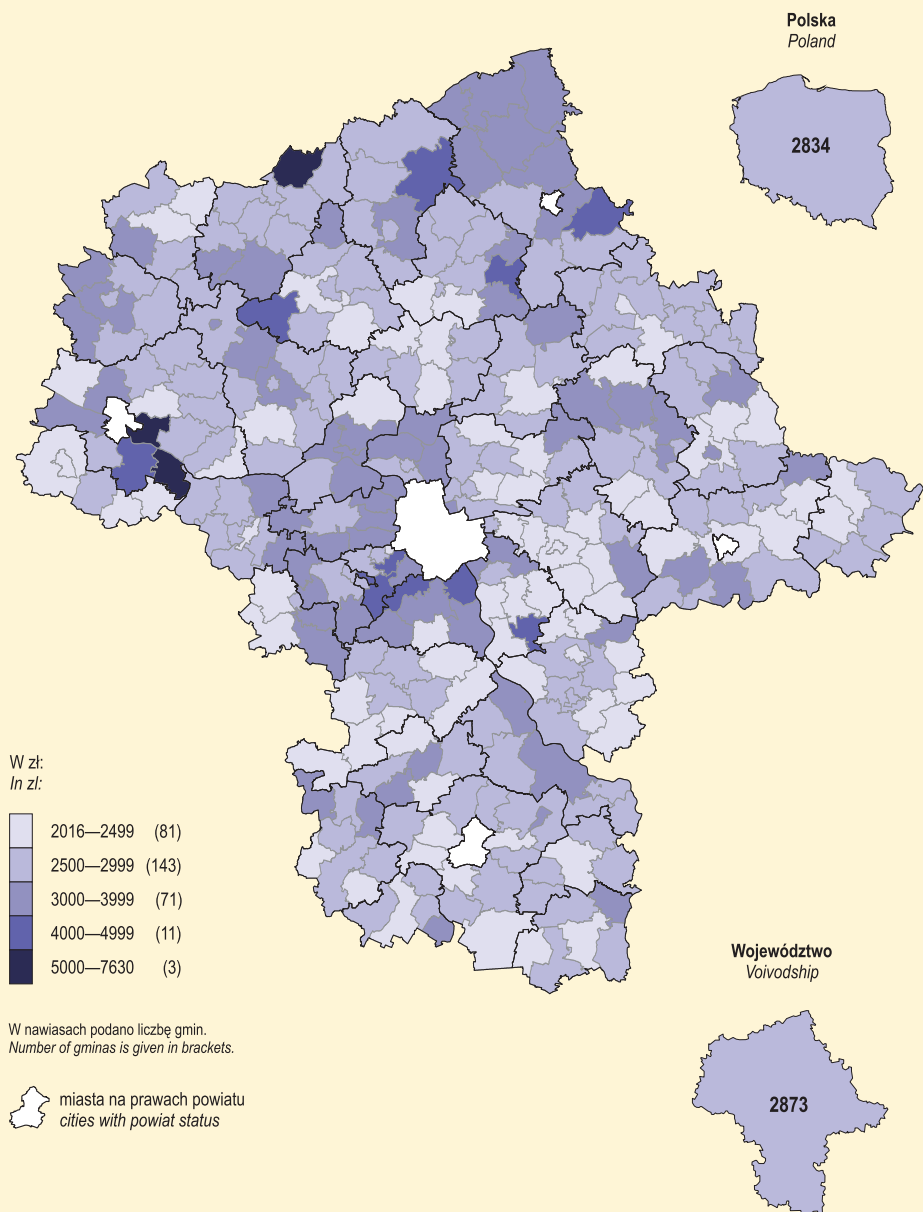 Polska
Poland
2834
W zł:
In zl:
2016—2499 (81)
2500—2999 (143)
3000—3999 (71)
4000—4999 (11)
5000—7630 (3)
W nawiasach podano liczbę gmin.
Number of gminas is given in brackets.
miasta na prawach powiatu
cities with powiat status
Województwo
Voivodship
2873